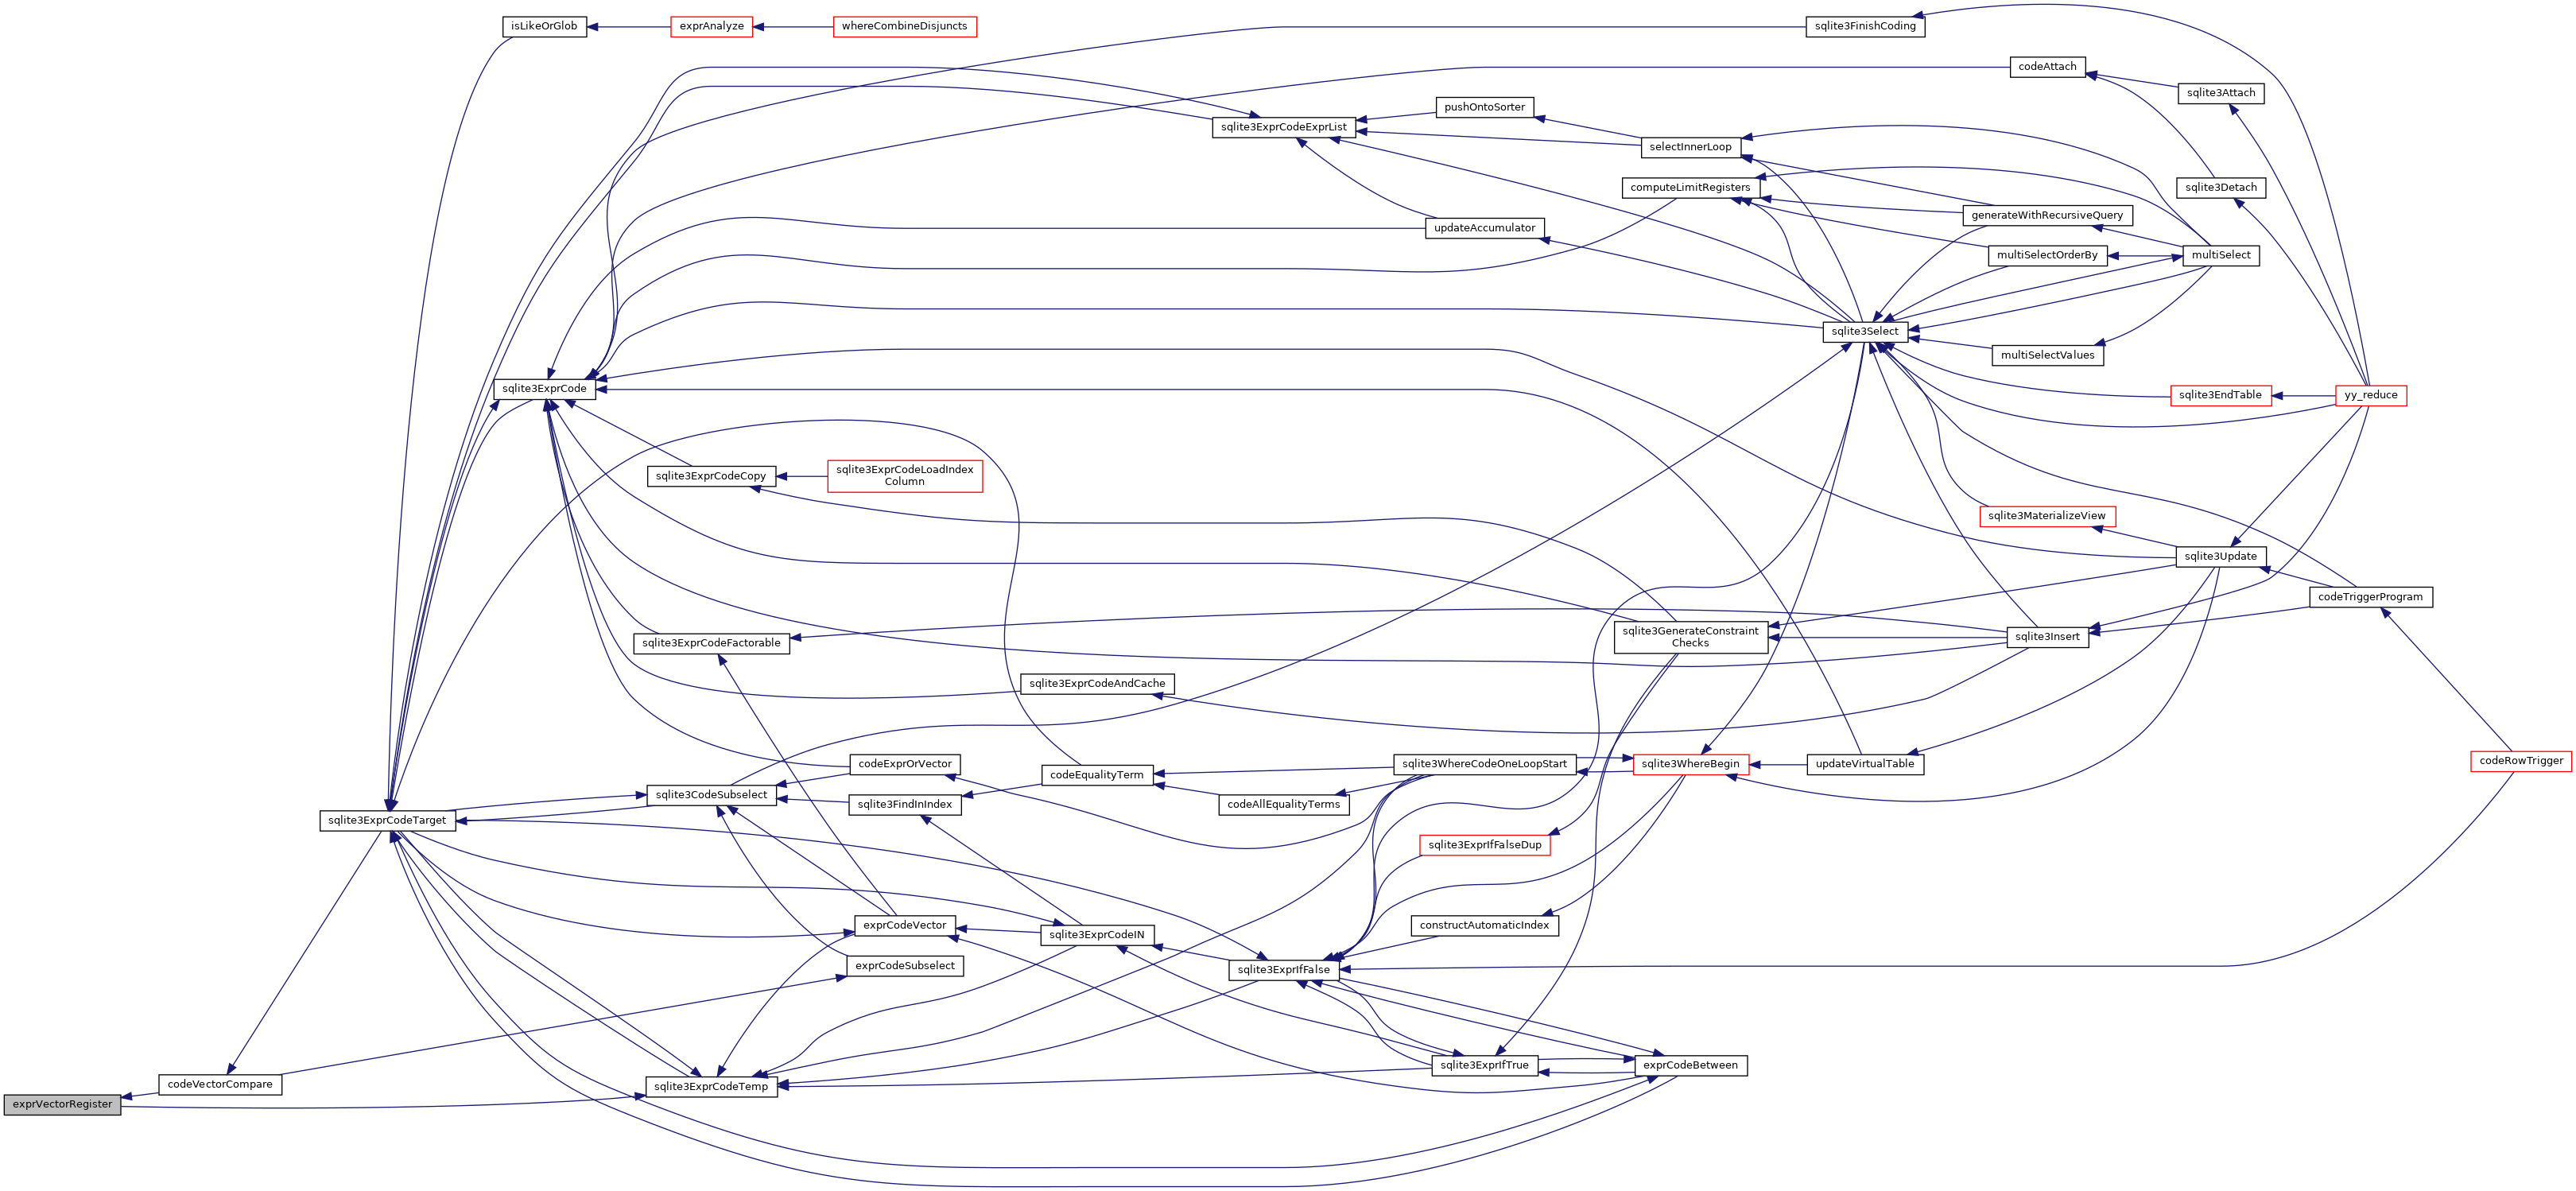 isLikeOrGlob
exprAnalyze
whereCombineDisjuncts
sqlite3FinishCoding
codeAttach
sqlite3Attach
pushOntoSorter
sqlite3ExprCodeExprList
selectInnerLoop
computeLimitRegisters
sqlite3Detach
generateWithRecursiveQuery
updateAccumulator
multiSelectOrderBy
multiSelect
sqlite3Select
multiSelectValues
sqlite3ExprCode
sqlite3EndTable
yy_reduce
sqlite3ExprCodeCopy
sqlite3ExprCodeLoadIndex
Column
sqlite3MaterializeView
sqlite3Update
codeTriggerProgram
sqlite3GenerateConstraint
Checks
sqlite3Insert
sqlite3ExprCodeFactorable
sqlite3ExprCodeAndCache
codeExprOrVector
codeEqualityTerm
sqlite3WhereCodeOneLoopStart
sqlite3WhereBegin
updateVirtualTable
codeRowTrigger
sqlite3CodeSubselect
sqlite3FindInIndex
codeAllEqualityTerms
sqlite3ExprCodeTarget
sqlite3ExprIfFalseDup
exprCodeVector
sqlite3ExprCodeIN
constructAutomaticIndex
exprCodeSubselect
sqlite3ExprIfFalse
sqlite3ExprIfTrue
exprCodeBetween
codeVectorCompare
sqlite3ExprCodeTemp
exprVectorRegister